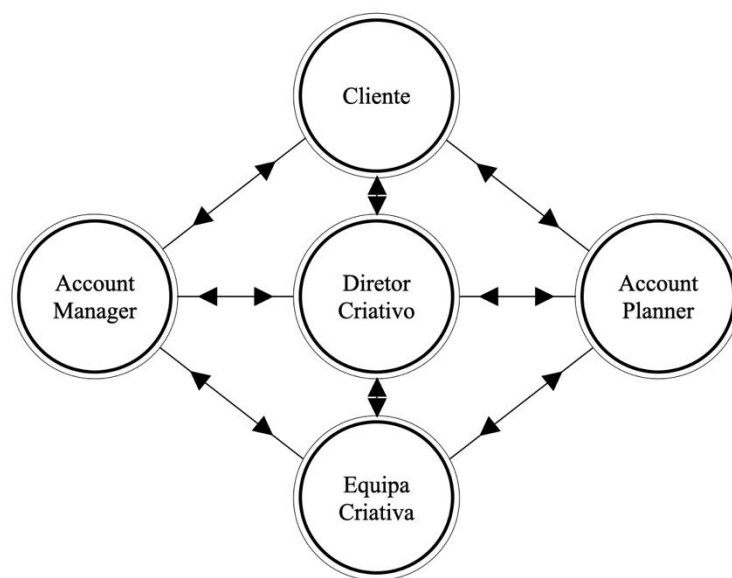 Cliente
Account
Manager
Diretor
Criativo
Account
Planner
Equipa
Criativa